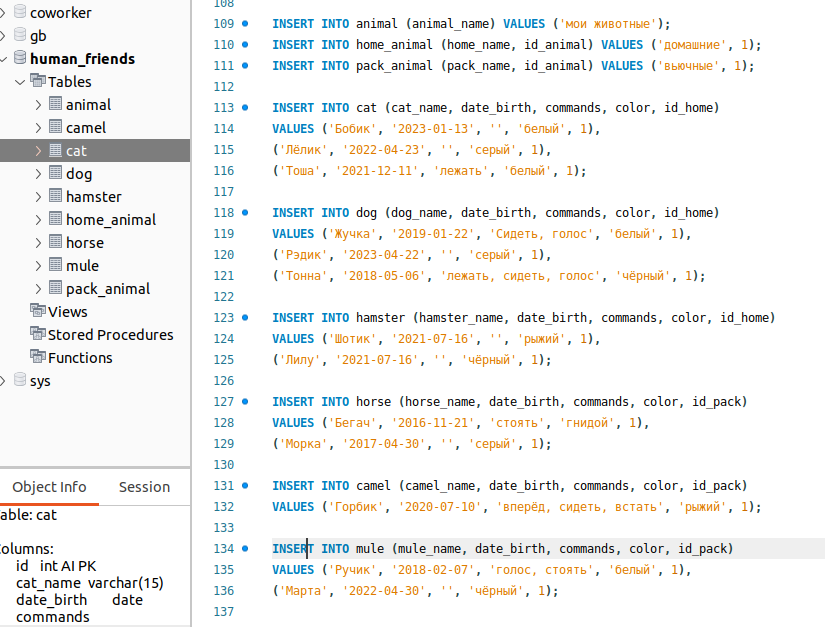 coworker
gb
human_friends
Tables
animal
camel
cat
dog
hamster
home_animal
horse
mule
pack_animal
Views
Stored Procedures
Functions
sys
Object Info Session
able: cat
olumns:
id int AI PK
cat_name varchar(15)
date_birth date
commands
108
109 INSERT INTO animal (animal_name) VALUES ('мои животные');
110 INSERT INTO home_animal (home_name, id_animal) VALUES ('домашние', 1);
111 INSERT INTO pack_animal (pack_name, id_animal) VALUES ('вьючные', 1);
112
113 INSERT INTO cat (cat_name, date_birth, commands, color, id_home)
114 VALUES ('Бобик', '2023-01-13', '', 'белый', 1),
115 ('Лёлик', '2022-04-23', '', 'серый', 1),
116 ('Тоша', '2021-12-11', 'лежать', 'белый', 1);
117
118 INSERT INTO dog (dog_name, date_birth, commands, color, id_home)
119 VALUES ('Жучка', '2019-01-22', 'Сидеть, голос', 'белый', 1),
120 ('Рэдик', '2023-04-22', '', 'серый', 1),
121 ('Тонна', '2018-05-06', 'лежать, сидеть, голос', 'чёрный', 1);
122
123 INSERT INTO hamster (hamster_name, date_birth, commands, color, id_home)
124 VALUES ('Шотик', '2021-07-16', '', 'рыжий', 1),
125 ('Лилу', '2021-07-16', '', 'чёрный', 1);
126
127 INSERT INTO horse (horse_name, date_birth, commands, color, id_pack)
128 VALUES ('Бегач', '2016-11-21', 'стоять', 'гнидой', 1),
129 ('Морка', '2017-04-30', '', 'серый', 1);
130
131 INSERT INTO camel (camel_name, date_birth, commands, color, id_pack)
132 VALUES ('Горбик', '2020-07-10', 'вперёд, сидеть, встать', 'рыжий', 1);
133
134 INSERT INTO mule (mule_name, date_birth, commands, color, id_pack)
135 VALUES ('Ручик', '2018-02-07', 'голос, стоять', 'белый', 1),
136 ('Марта', '2022-04-30', '', 'чёрный', 1);
137